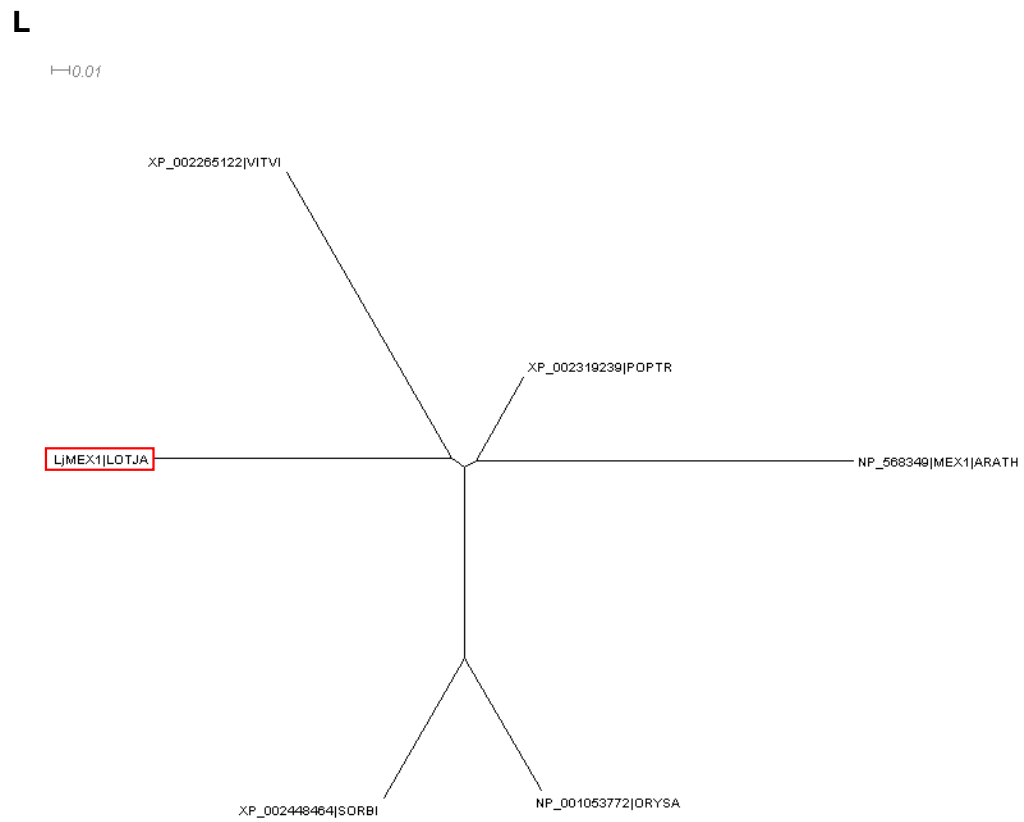 L
0.01
XP_002265122|VITVI
XP_002319239|POPTR
LjMEX1|LOTJA
NP_568349|MEX1|ARATH
XP_002448464|SORBI
NP_001053772|ORYSA